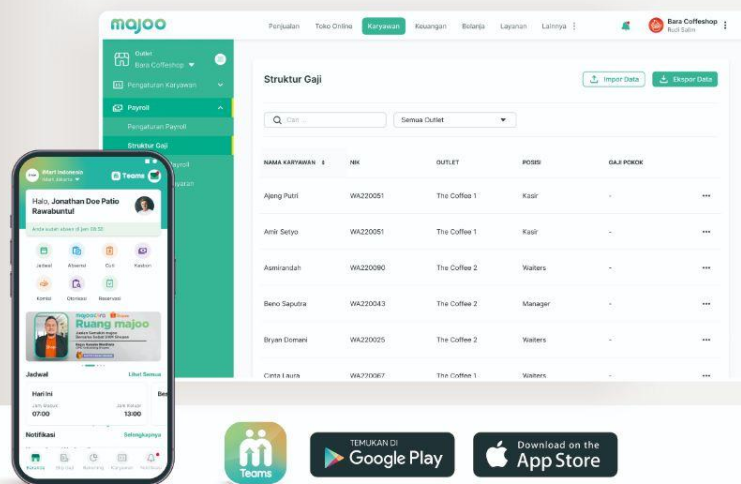 majoo
Penjualan Toko Online Karyawan Keuangan Belanja Layanan Lainnya
Bara Coffeshop
Outlet
Bara Coffeshop
Pengaturan Karyawan
Payroll
Pengaturan Payroll
Struktur Gaji
Struktur Gaji
Impor Data
Ekspor Data
Cari ...
Semua Outlet
NAMA KARYAWAN NIK OUTLET POSISI GAJI POKOK
Ajeng Putri WA220051 The Coffee 1 Kasir -
Amir Setyo WA220051 The Coffee 1 Kasir -
Asmirandah WA220090 The Coffee 2 Waiters -
Beno Saputra WA220043 The Coffee 2 Manager -
Bryan Domani WA220025 The Coffee 2 Waiters -
Cinta Laura WA220067 The Coffee 1 Waiters -
Teams
Halo, Jonathan Doe Patio
Rawabuntu!
Jadwal Absensi Cuti Kasbon
Komisi Otorisasi Reservasi
Ruang majoo
Jadwal Lihat Semua
Hari Ini
07:00 13:00
Notifikasi Selengkapnya
Teams
TEMUKAN DI
Google Play
Download on the
App Store